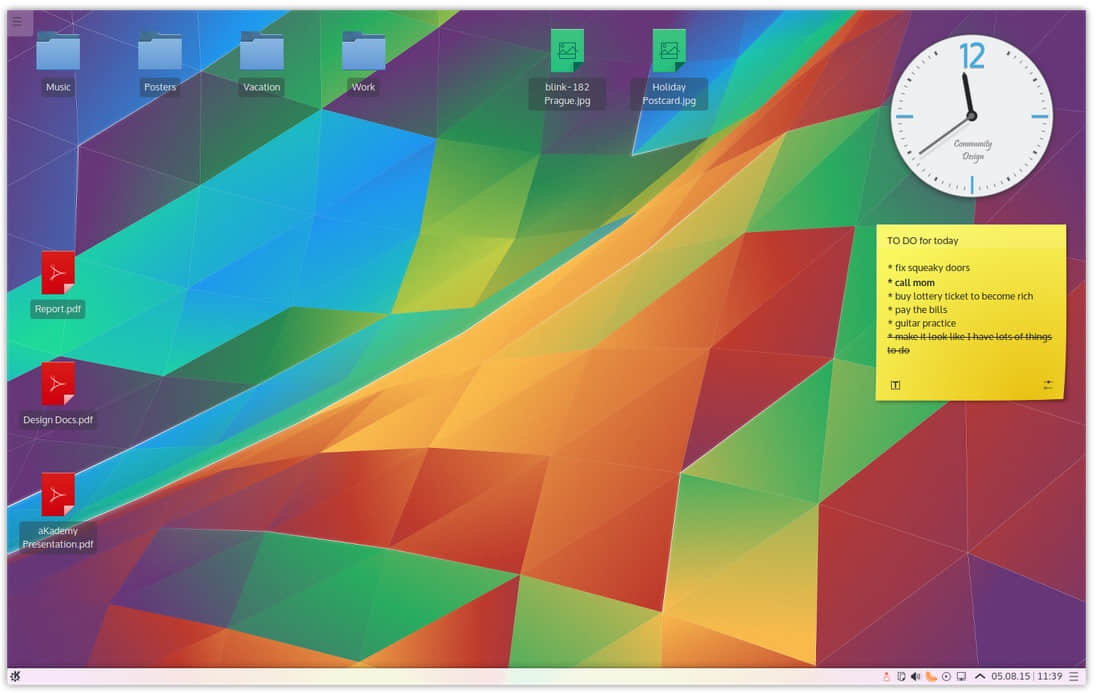 Music
Posters
Vacation
Work
blink-182
Prague.jpg
Holiday
Postcard.jpg
12
Community
Design
Report.pdf
Design Docs.pdf
aKademy
Presentation.pdf
TO DO for today
* fix squeaky doors
* call mom
* buy lottery ticket to become rich
* pay the bills
* guitar practice
* make it look like I have lots of things
to do
05.08.15
11:39